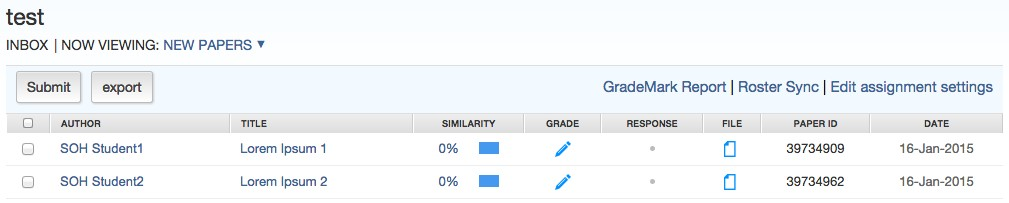 test
INBOX | NOW VIEWING: NEW PAPERS ▼
Submit export GradeMark Report | Roster Sync | Edit assignment settings
AUTHOR TITLE SIMILARITY GRADE RESPONSE FILE PAPER ID DATE
SOH Student1 Lorem Ipsum 1 0% 39734909 16-Jan-2015
SOH Student2 Lorem Ipsum 2 0% 39734962 16-Jan-2015